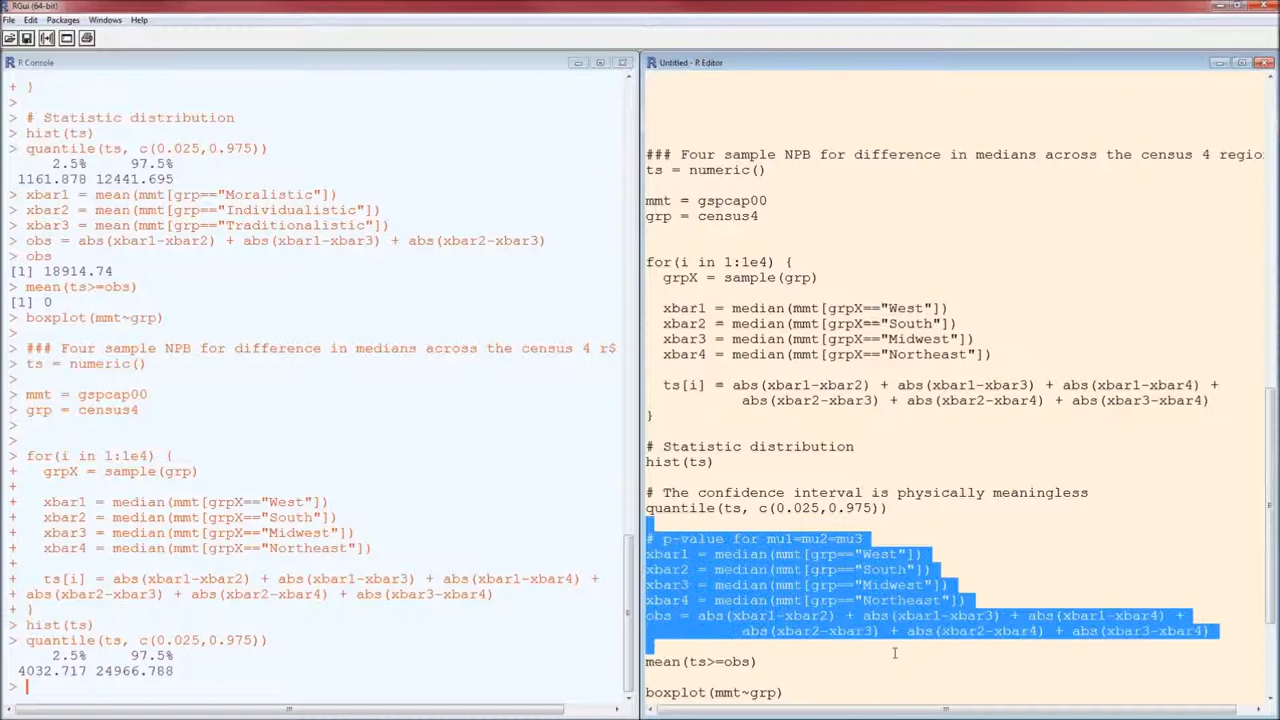 RGui (64-bit)
File Edit Packages Windows Help
R Console
+ }
>
> # Statistic distribution
> hist(ts)
> quantile(ts, c(0.025,0.975))
2.5% 97.5%
1161.878 12441.695
> xbar1 = mean(mmt[grp=="Moralistic"])
> xbar2 = mean(mmt[grp=="Individualistic"])
> xbar3 = mean(mmt[grp=="Traditionalistic"])
> obs = abs(xbar1-xbar2) + abs(xbar1-xbar3) + abs(xbar2-xbar3)
> obs
[1] 18914.74
> mean(ts>=obs)
[1] 0
> boxplot(mmt~grp)
>
> ### Four sample NPB for difference in medians across the census 4 r$
> ts = numeric()
>
> mmt = gspcap00
> grp = census4
>
>
> for(i in 1:1e4) {
+ grpX = sample(grp)
+
+ xbar1 = median(mmt[grpX=="West"])
+ xbar2 = median(mmt[grpX=="South"])
+ xbar3 = median(mmt[grpX=="Midwest"])
+ xbar4 = median(mmt[grpX=="Northeast"])
+
+ ts[i] = abs(xbar1-xbar2) + abs(xbar1-xbar3) + abs(xbar1-xbar4) +
+ abs(xbar2-xbar3) + abs(xbar2-xbar4) + abs(xbar3-xbar4)
+ }
> hist(ts)
> quantile(ts, c(0.025,0.975))
2.5% 97.5%
4032.717 24966.788
>
Untitled - R Editor
### Four sample NPB for difference in medians across the census 4 regio
ts = numeric()
mmt = gspcap00
grp = census4
for(i in 1:1e4) {
grpX = sample(grp)
xbar1 = median(mmt[grpX=="West"])
xbar2 = median(mmt[grpX=="South"])
xbar3 = median(mmt[grpX=="Midwest"])
xbar4 = median(mmt[grpX=="Northeast"])
ts[i] = abs(xbar1-xbar2) + abs(xbar1-xbar3) + abs(xbar1-xbar4) +
abs(xbar2-xbar3) + abs(xbar2-xbar4) + abs(xbar3-xbar4)
}
# Statistic distribution
hist(ts)
# The confidence interval is physically meaningless
quantile(ts, c(0.025,0.975))
# p-value for mu1=mu2=mu3
xbar1 = median(mmt[grp=="West"])
xbar2 = median(mmt[grp=="South"])
xbar3 = median(mmt[grp=="Midwest"])
xbar4 = median(mmt[grp=="Northeast"])
obs = abs(xbar1-xbar2) + abs(xbar1-xbar3) + abs(xbar1-xbar4) +
abs(xbar2-xbar3) + abs(xbar2-xbar4) + abs(xbar3-xbar4)
mean(ts>=obs)
boxplot(mmt~grp)